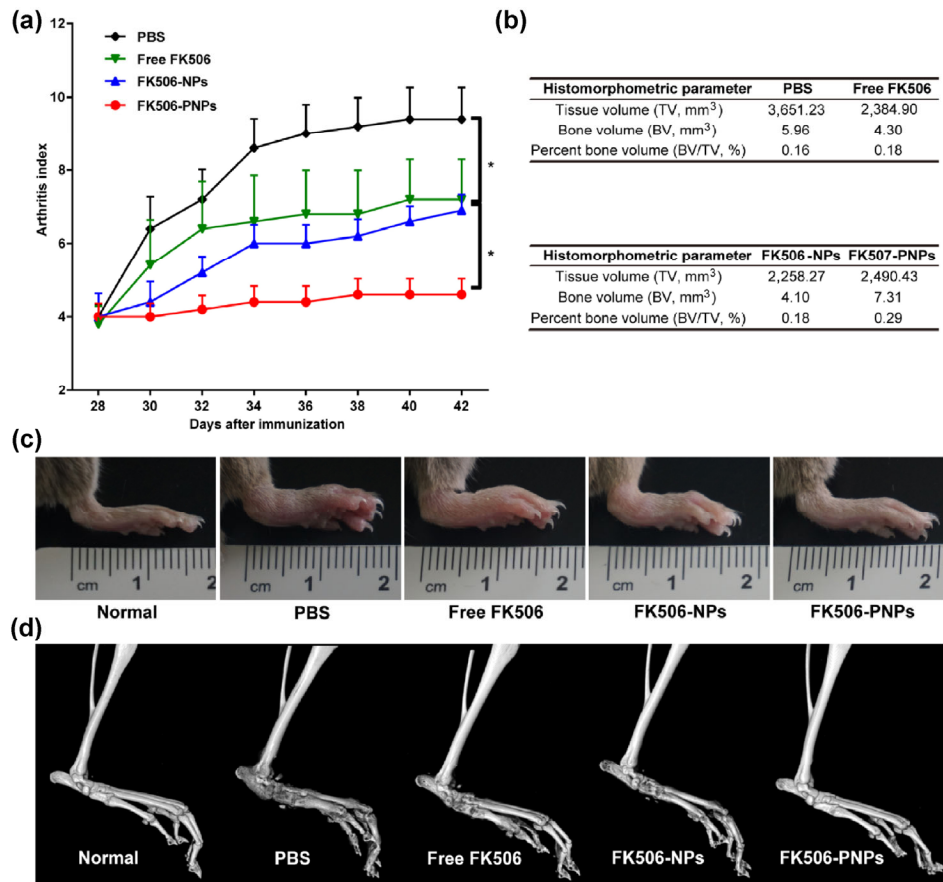 (a)
12
10
8
6
4
2
Arthritis index
PBS
Free FK506
FK506-NPs
FK506-PNPs
*
*
28 30 32 34 36 38 40 42
Days after immunization
(b)
Histomorphometric parameter PBS Free FK506
Tissue volume (TV, mm³) 3,651.23 2,384.90
Bone volume (BV, mm³) 5.96 4.30
Percent bone volume (BV/TV, %) 0.16 0.18
Histomorphometric parameter FK506-NPs FK507-PNPs
Tissue volume (TV, mm³) 2,258.27 2,490.43
Bone volume (BV, mm³) 4.10 7.31
Percent bone volume (BV/TV, %) 0.18 0.29
(c)
cm 1 2 cm 1 2 cm 1 2 cm 1 2 cm 1 2
Normal PBS Free FK506 FK506-NPs FK506-PNPs
(d)
Normal PBS Free FK506 FK506-NPs FK506-PNPs